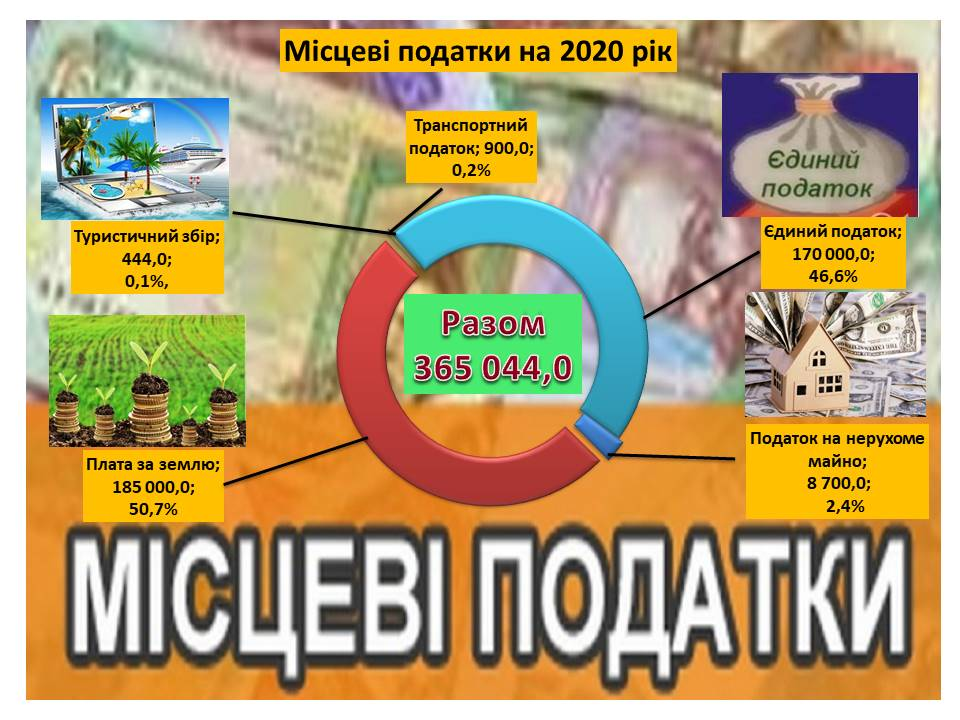 Місцеві податки на 2020 рік
Транспортний
податок; 900,0;
0,2%
Єдиний
податок
Туристичний збір;
444,0;
0,1%,
Єдиний податок;
170 000,0;
46,6%
Разом
365 044,0
Плата за землю;
185 000,0;
50,7%
Податок на нерухоме
майно;
8 700,0;
2,4%
МІСЦЕВІ ПОДАТКИ